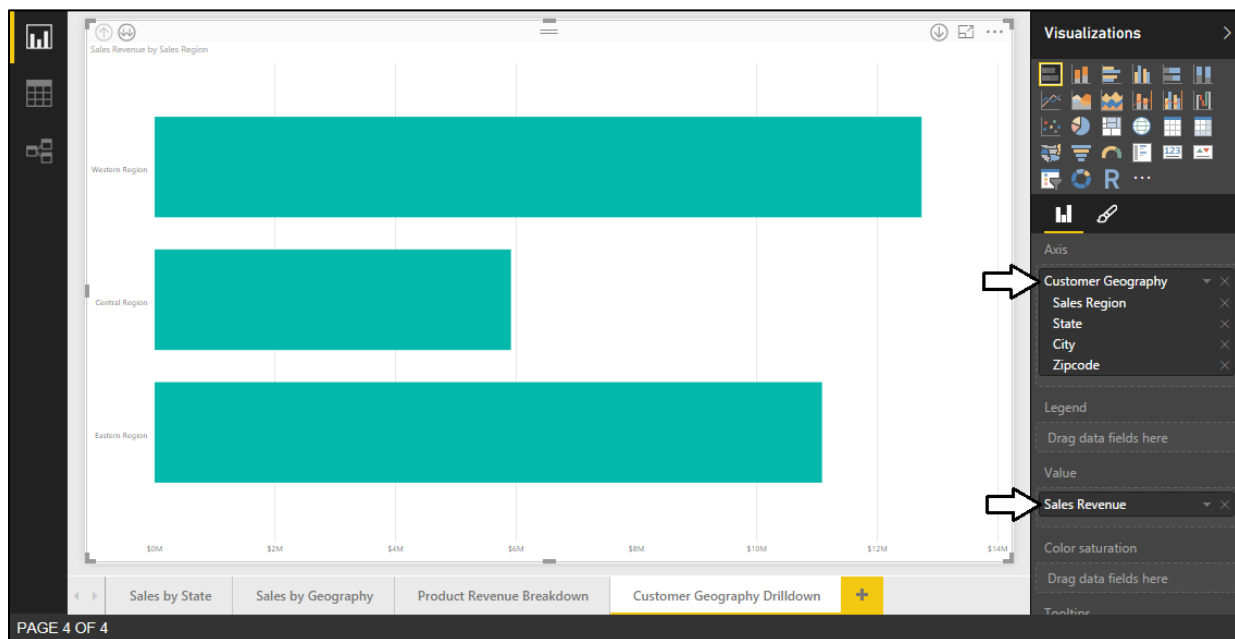 Visualizations
Sales Revenue by Sales Region
Western Region
Central Region
Eastern Region
$0M $2M $4M $6M $8M $10M $12M $14M
123
R
Axis
Customer Geography
Sales Region
State
City
Zipcode
Legend
Drag data fields here
Value
Sales Revenue
Color saturation
Drag data fields here
Tooltips
Sales by State Sales by Geography Product Revenue Breakdown Customer Geography Drilldown
PAGE 4 OF 4